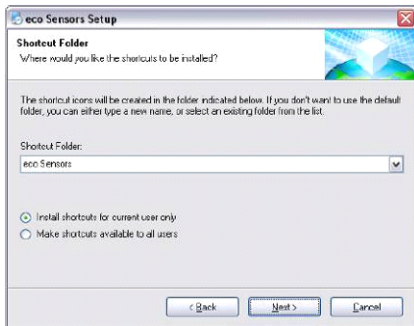 eco Sensors Setup
Shortcut Folder
Where would you like the shortcuts to be installed?
The shortcut icons will be created in the folder indicated below. If you don't want to use the default
folder, you can either type a new name, or select an existing folder from the list.
Shortcut Folder:
eco Sensors
Install shortcuts for current user only
Make shortcuts available to all users
< Back
Next >
Cancel